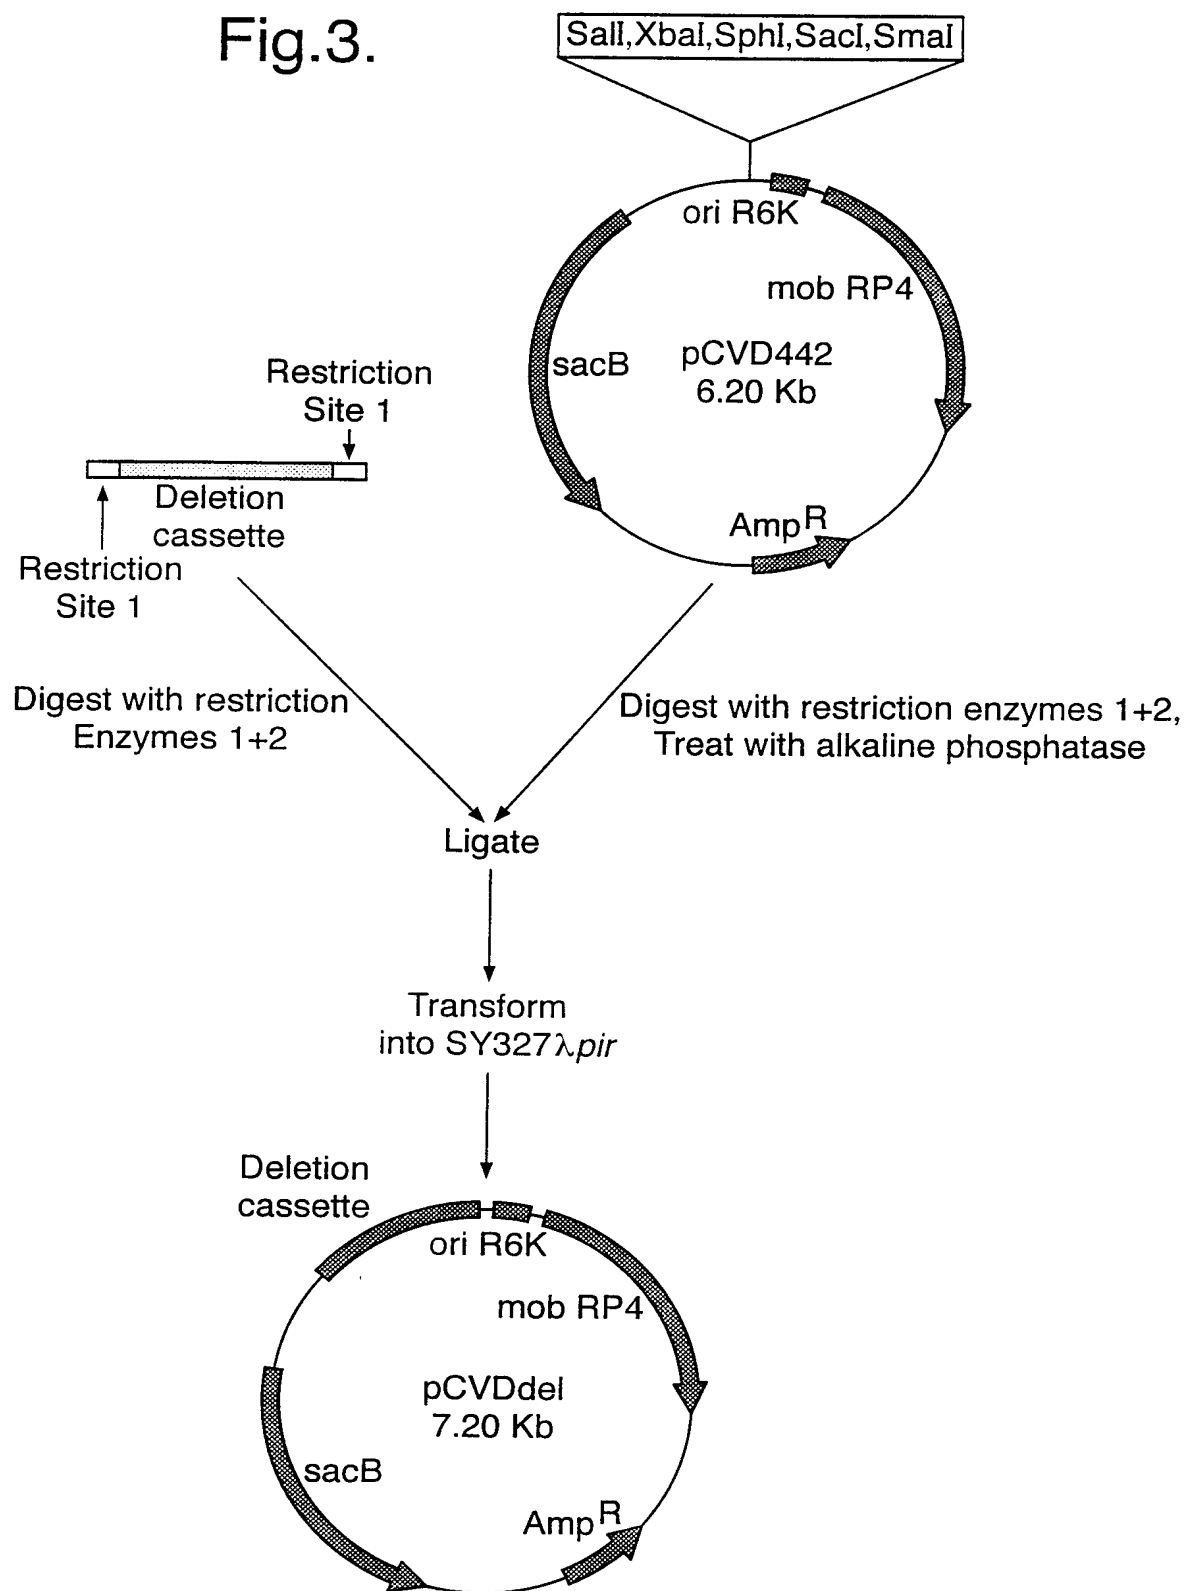 Fig.3.
SalI,XbaI,SphI,SacI,SmaI
ori R6K
mob RP4
sacB
pCVD442
6.20 Kb
Amp R
Restriction
Site 1
Deletion
cassette
Restriction
Site 1
Digest with restriction
Enzymes 1+2
Digest with restriction enzymes 1+2,
Treat with alkaline phosphatase
Ligate
Transform
into SY327λpir
Deletion
cassette
ori R6K
mob RP4
pCVDdel
7.20 Kb
sacB
Amp R